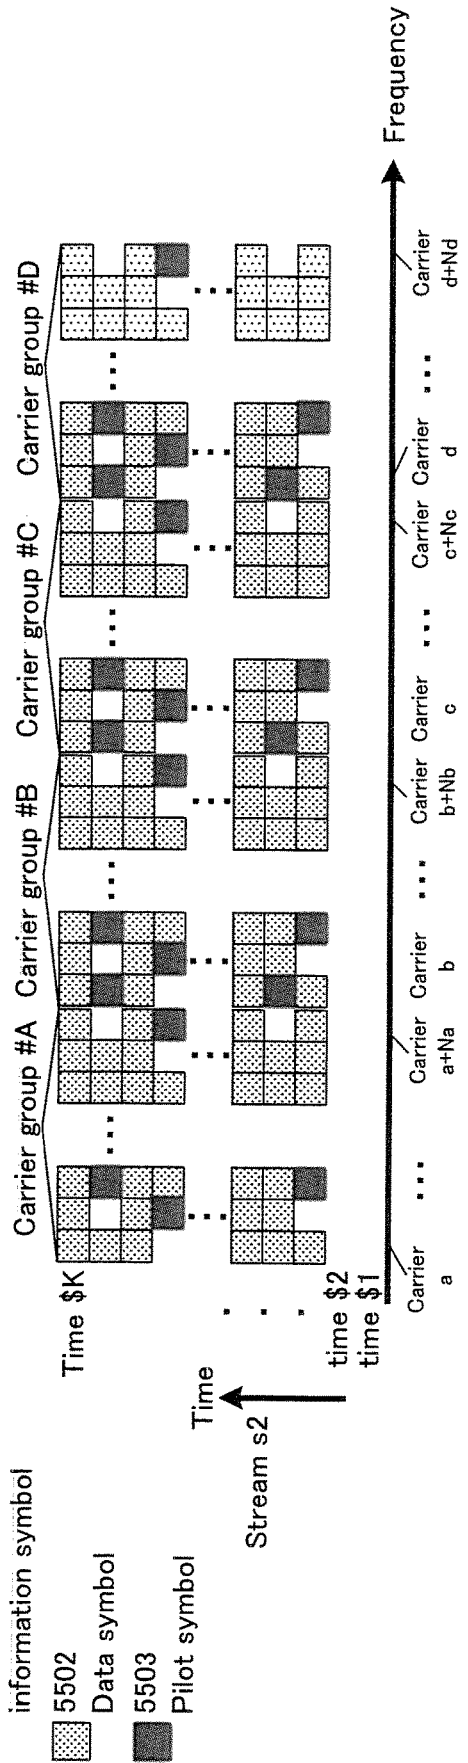 information symbol
5502
Data symbol
5503
Pilot symbol
Carrier group #A
Carrier group #B
Carrier group #C
Carrier group #D
Time $K
Time
Stream s2
time $2
time $1
Frequency
Carrier
a
Carrier
a+Na
Carrier
b
Carrier
b+Nb
Carrier
c
Carrier
c+Nc
Carrier
d
Carrier
d+Nd